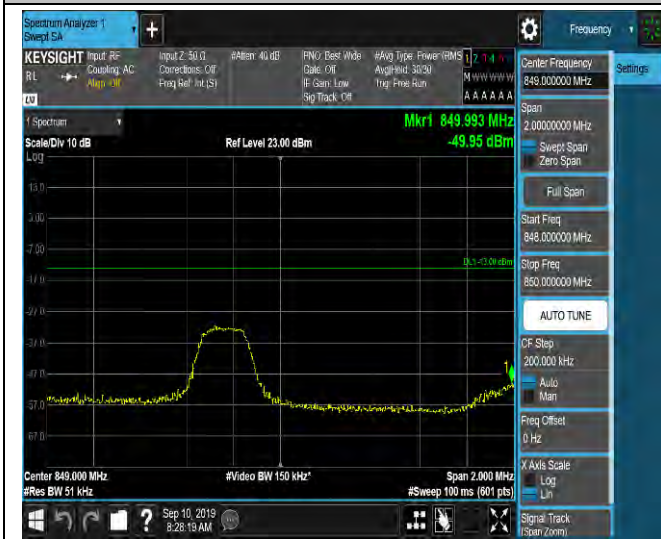 Spectrum Analyzer 1
Swept SA
+
Frequency
KEYSIGHT
RL
Input: RF
Coupling: AC
Align: Off
Input Z: 50 Ω
Corrections: Off
Freq Ref: Int (S)
#Atten: 40 dB
PNO: Best Wide
Gate: Off
IF Gain: Low
Sig Track: Off
#Avg Type: Power (RMS
Avg|Hold: 30/30
Trig: Free Run
M W W W W W
A A A A A A
LXI
1 Spectrum
Scale/Div 10 dB
Log
Ref Level 23.00 dBm
Mkr1 849.993 MHz
-49.95 dBm
13.0
3.00
-7.00
DL1 -13.00 dBm
-17.0
-27.0
-37.0
-47.0
-57.0
-67.0
1
Center 849.000 MHz
#Res BW 51 kHz
#Video BW 150 kHz*
Span 2.000 MHz
#Sweep 100 ms (601 pts)
Sep 10, 2019
8:28:19 AM
?
Center Frequency
849.000000 MHz
Settings
Span
2.00000000 MHz
Swept Span
Zero Span
Full Span
Start Freq
848.000000 MHz
Stop Freq
850.000000 MHz
AUTO TUNE
CF Step
200.000 kHz
Auto
Man
Freq Offset
0 Hz
X Axis Scale
Log
Lin
Signal Track
(Span Zoom)